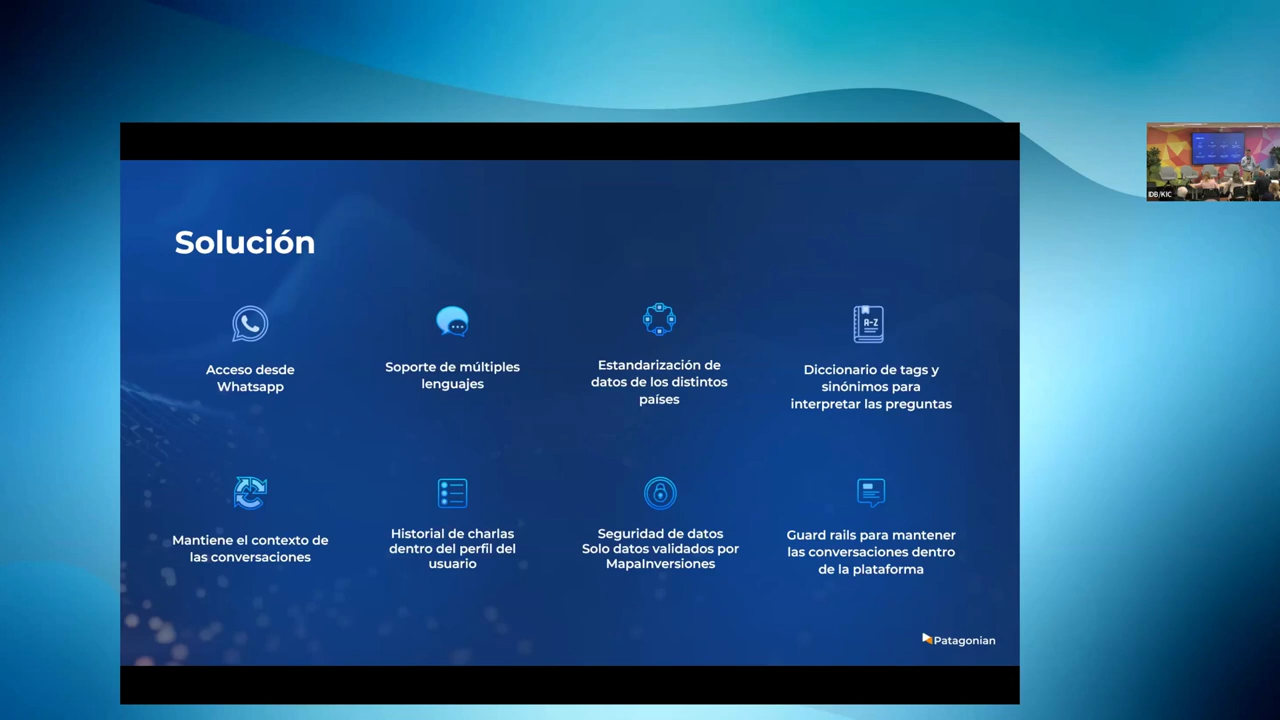 Solución
Acceso desde
Whatsapp
Soporte de múltiples
lenguajes
Estandarización de
datos de los distintos
países
A-Z
Diccionario de tags y
sinónimos para
interpretar las preguntas
Mantiene el contexto de
las conversaciones
Historial de charlas
dentro del perfil del
usuario
Seguridad de datos
Solo datos validados por
MapaInversiones
Guard rails para mantener
las conversaciones dentro
de la plataforma
Patagonian
IDB/KIC